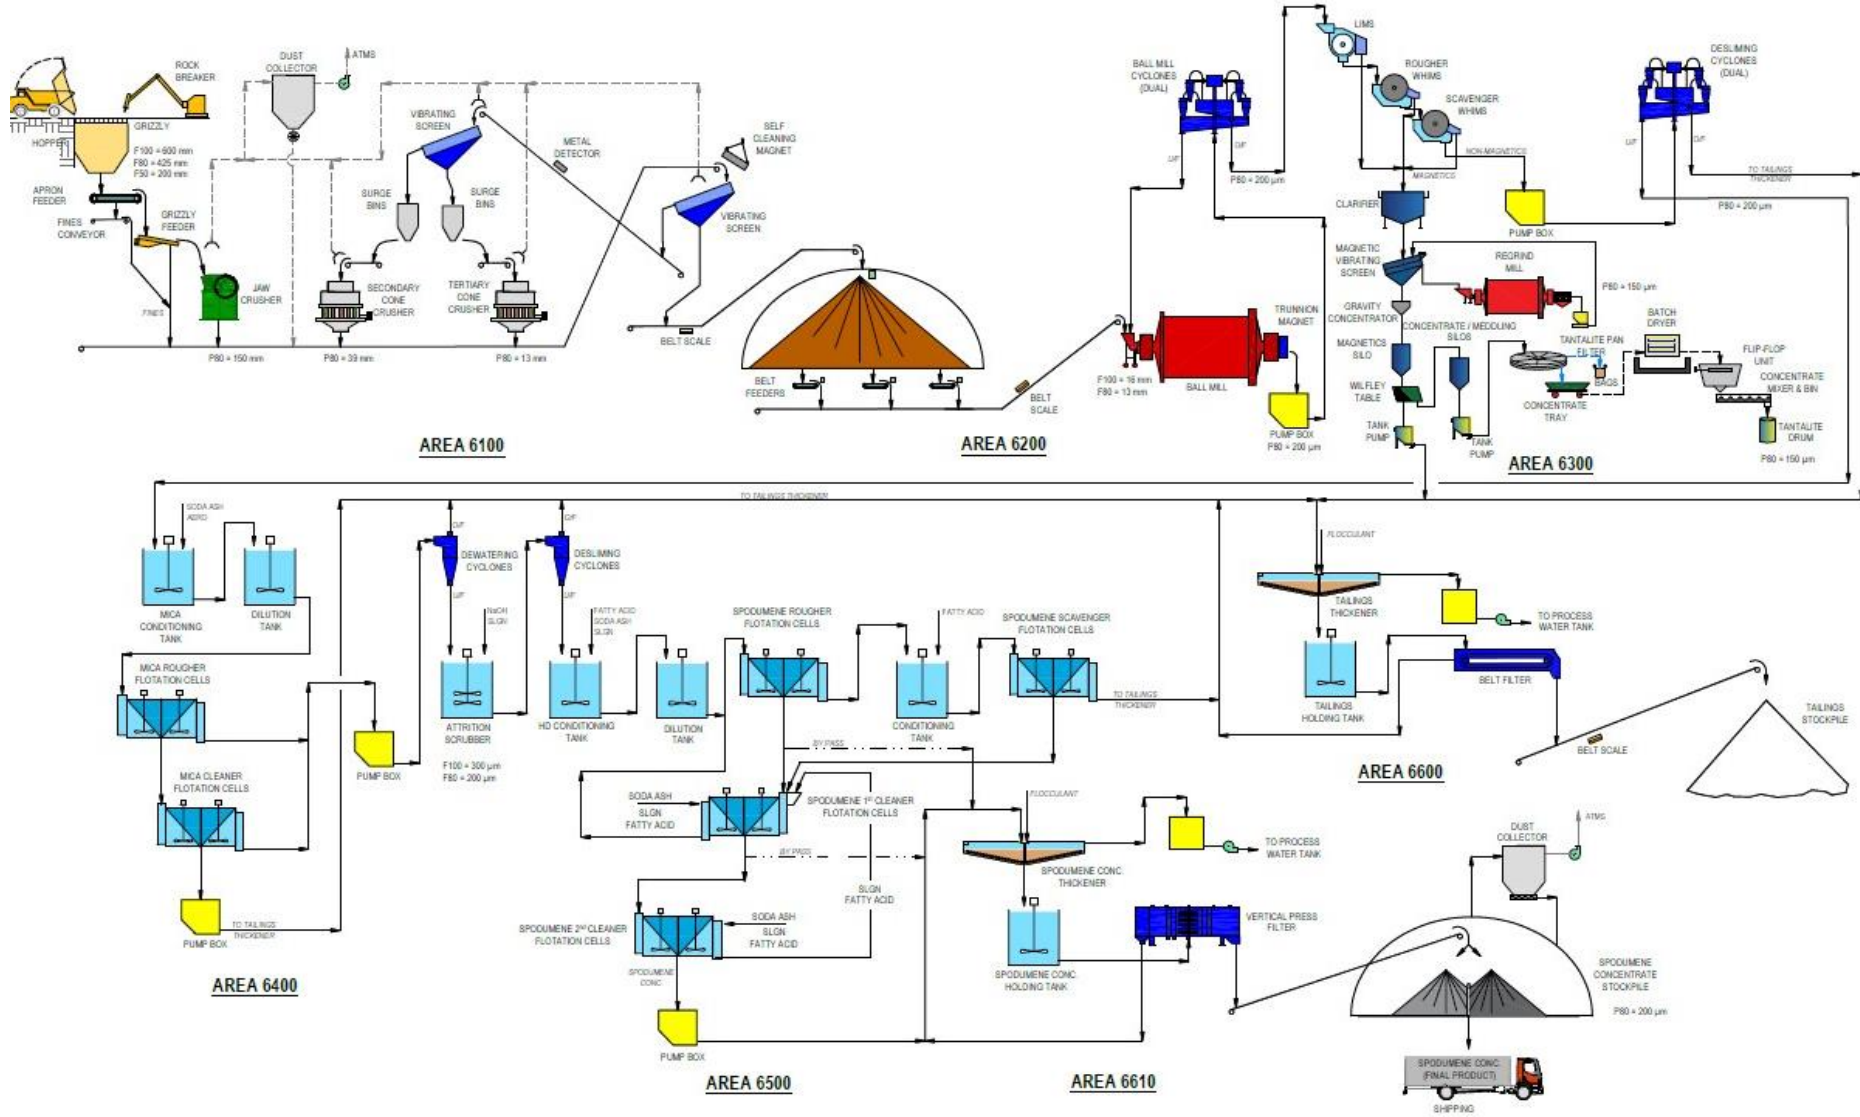 ROCK
BREAKER
GRIZZLY
HOPPER
F100 = 600 mm
F80 = 425 mm
F50 = 200 mm
APRON
FEEDER
FINES
CONVEYOR
GRIZZLY
FEEDER
FINES
JAW
CRUSHER
P80 = 150 mm
DUST
COLLECTOR
ATMS
VIBRATING
SCREEN
SURGE
BINS
SURGE
BINS
SECONDARY
CONE
CRUSHER
P80 = 39 mm
TERTIARY
CONE
CRUSHER
P80 = 13 mm
METAL
DETECTOR
SELF
CLEANING
MAGNET
VIBRATING
SCREEN
BELT SCALE
AREA 6100
BELT
FEEDERS
BELT
SCALE
AREA 6200
BALL MILL
CYCLONES
(DUAL)
U/F
O/F
P80 = 200 µm
F100 = 16 mm
F80 = 13 mm
BALL MILL
TRUNNION
MAGNET
PUMP BOX
P80 = 200 µm
LIMS
ROUGHER
WHIMS
SCAVENGER
WHIMS
NON-MAGNETICS
MAGNETICS
DESLIMING
CYCLONES
(DUAL)
U/F
O/F
TO TAILINGS
THICKENER
P80 = 200 µm
PUMP BOX
CLARIFIER
MAGNETIC
VIBRATING
SCREEN
REGRIND
MILL
P80 = 150 µm
GRAVITY
CONCENTRATOR
CONCENTRATE / MEDDLING
SILOS
MAGNETICS
SILO
WILFLEY
TABLE
TANK
PUMP
TANK
PUMP
TANTALITE PAN
FILTER
BAGS
CONCENTRATE
TRAY
BATCH
DRYER
FLIP-FLOP
UNIT
CONCENTRATE
MIXER & BIN
TANTALITE
DRUM
P80 = 150 µm
AREA 6300
TO TAILINGS THICKENER
SODA ASH
AERO
MICA
CONDITIONING
TANK
DILUTION
TANK
MICA ROUGHER
FLOTATION CELLS
MICA CLEANER
FLOTATION CELLS
PUMP BOX
TO TAILINGS
THICKENER
PUMP BOX
AREA 6400
O/F
DEWATERING
CYCLONES
U/F
NaOH
SLGN
ATTRITION
SCRUBBER
F100 = 300 µm
F80 = 200 µm
O/F
DESLIMING
CYCLONES
U/F
FATTY ACID
SODA ASH
SLGN
HD CONDITIONING
TANK
DILUTION
TANK
SPODUMENE ROUGHER
FLOTATION CELLS
FATTY ACID
CONDITIONING
TANK
SPODUMENE SCAVENGER
FLOTATION CELLS
TO TAILINGS
THICKENER
BY PASS
SODA ASH
SLGN
FATTY ACID
SPODUMENE 1ST CLEANER
FLOTATION CELLS
BY PASS
SLGN
FATTY ACID
SPODUMENE 2ND CLEANER
FLOTATION CELLS
SODA ASH
SLGN
FATTY ACID
SPODUMENE
CONC.
PUMP BOX
AREA 6500
FLOCCULANT
SPODUMENE CONC.
THICKENER
TO PROCESS
WATER TANK
SPODUMENE CONC.
HOLDING TANK
VERTICAL PRESS
FILTER
AREA 6610
FLOCCULANT
TAILINGS
THICKENER
TO PROCESS
WATER TANK
TAILINGS
HOLDING TANK
BELT FILTER
BELT SCALE
TAILINGS
STOCKPILE
AREA 6600
DUST
COLLECTOR
ATMS
SPODUMENE
CONCENTRATE
STOCKPILE
P80 = 200 µm
SPODUMENE CONC.
(FINAL PRODUCT)
SHIPPING